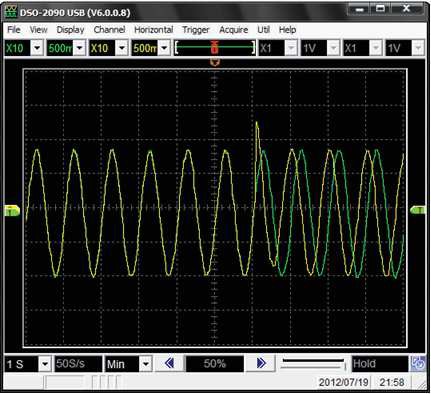 DSO-2090 USB (V6.0.0.8)
File View Display Channel Horizontal Trigger Acquire Util Help
X10 500m X10 500m X1 1V X1 1V
1 S 50S/s Min 50% Hold
2012/07/19 21:58